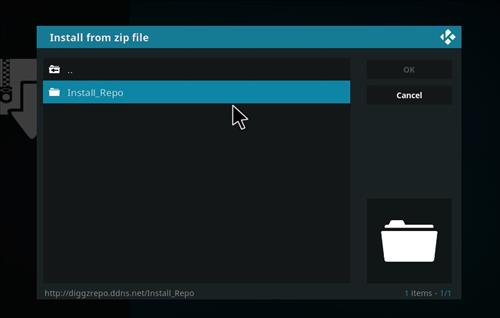 Install from zip file
..
OK
Install_Repo
Cancel
http://diggzrepo.ddns.net/Install_Repo
1 items - 1/1